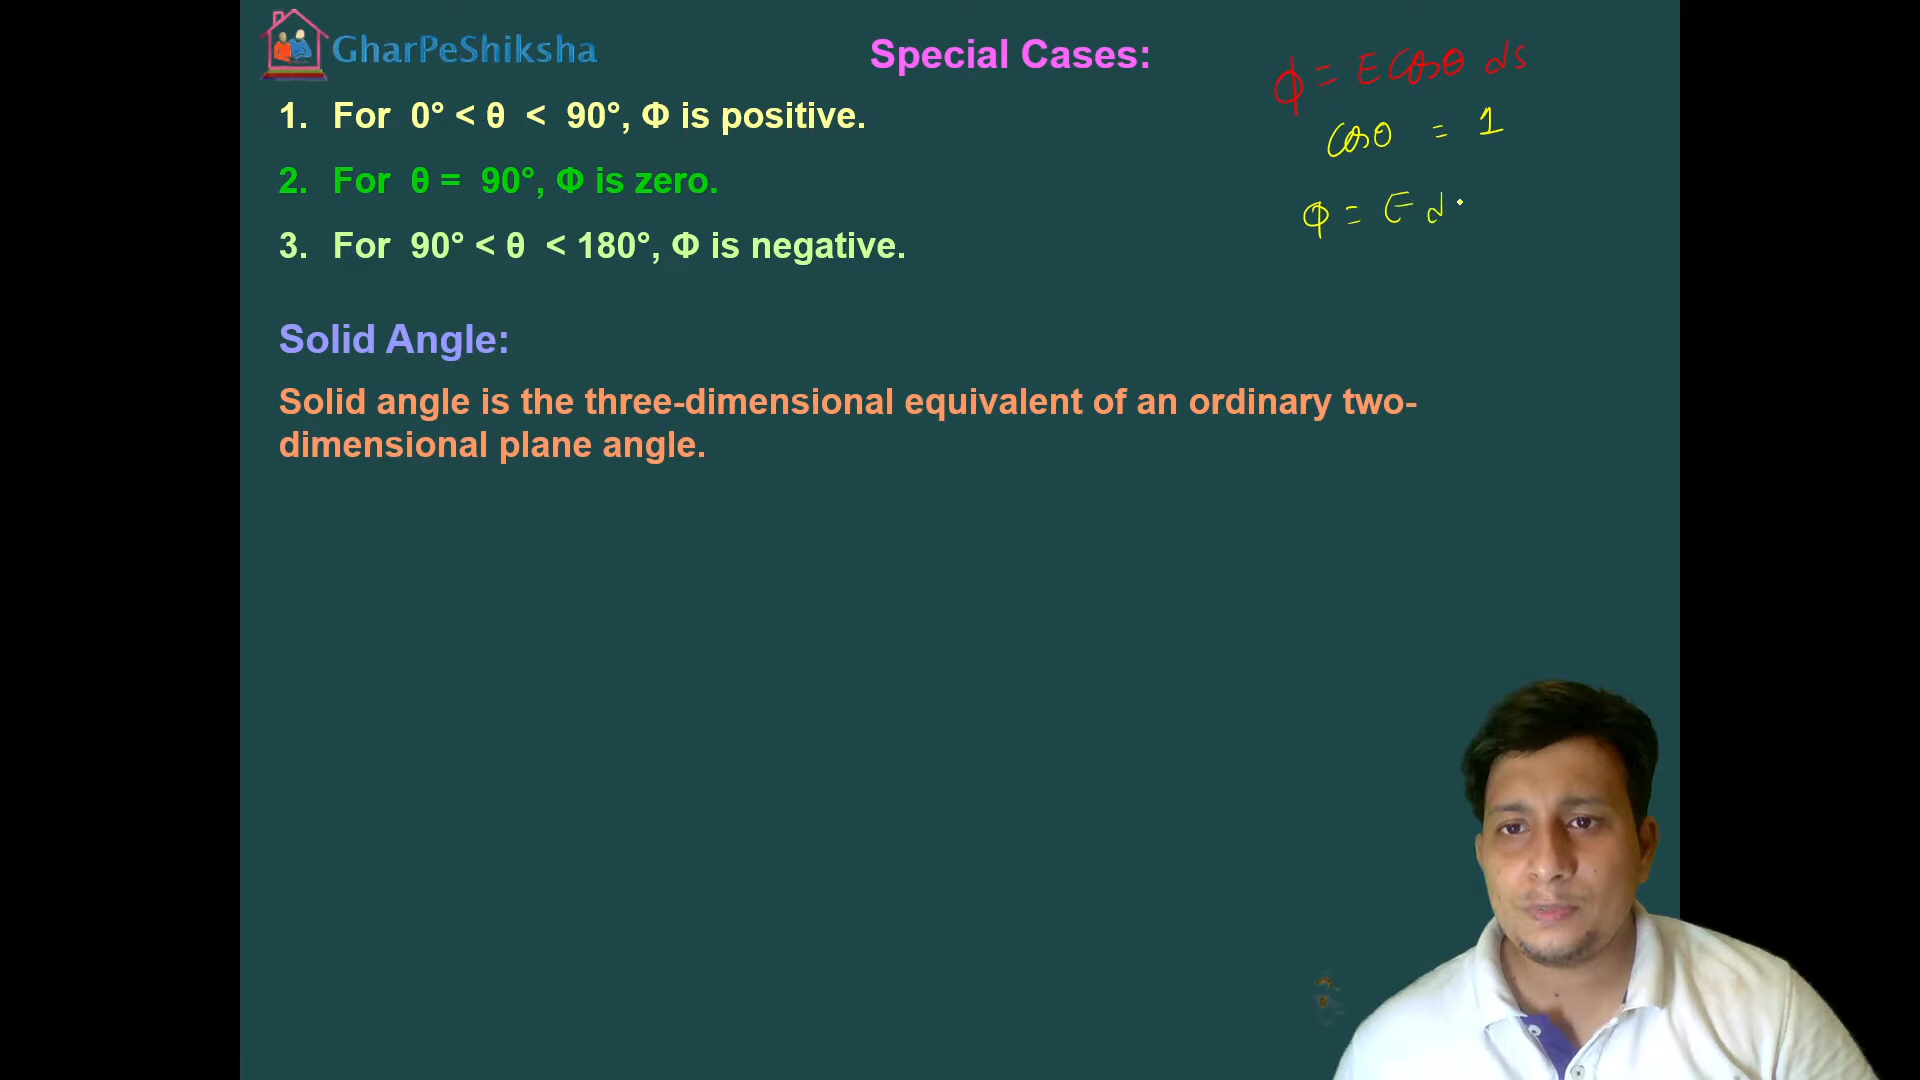 GharPeShiksha
Special Cases:
ϕ = E Cosθ ds
1. For 0° < θ < 90°, Φ is positive.
Cosθ = 1
2. For θ = 90°, Φ is zero.
ϕ = E d
3. For 90° < θ < 180°, Φ is negative.
Solid Angle:
Solid angle is the three-dimensional equivalent of an ordinary two-
dimensional plane angle.